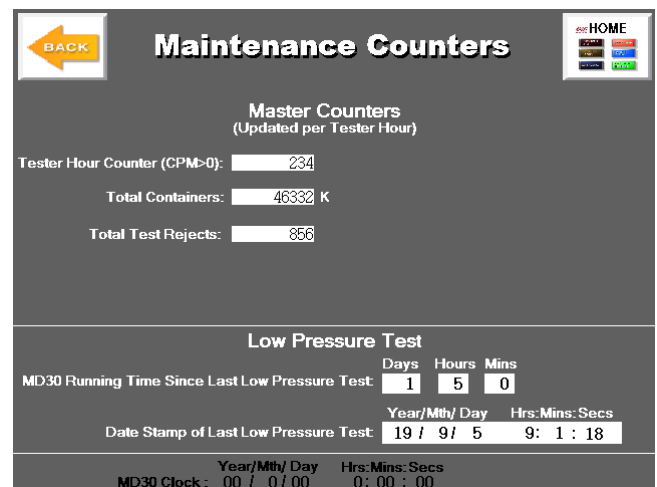 BACK
Maintenance Counters
HOME
Master Counters
(Updated per Tester Hour)
Tester Hour Counter (CPM>0): 234
Total Containers: 46332 K
Total Test Rejects: 856
Low Pressure Test
Days Hours Mins
MD30 Running Time Since Last Low Pressure Test: 1 5 0
Year/Mth/ Day Hrs:Mins:Secs
Date Stamp of Last Low Pressure Test: 19 / 9/ 5 9: 1 : 18
Year/Mth/ Day Hrs:Mins:Secs
MD30 Clock : 00 / 0 / 00 0: 00 : 00